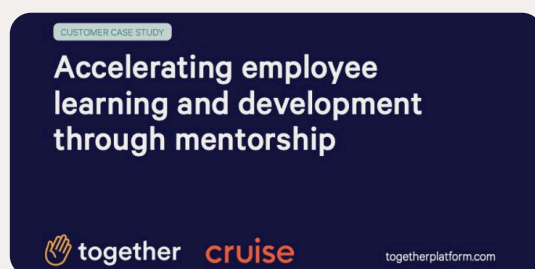 CUSTOMER CASE STUDY
Accelerating employee
learning and development
through mentorship
together cruise togetherplatform.com